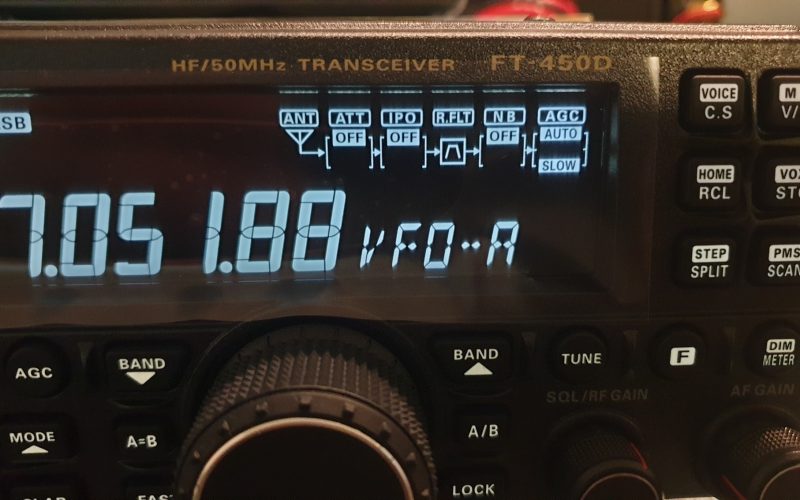 HF/50MHz TRANSCEIVER FT-450D
SB ANT ATT IPO R.FLT NB AGC
OFF OFF OFF AUTO
SLOW
7.051.88 VFO-A
VOICE
C.S
M
V/
HOME
RCL
VOX
ST
STEP
SPLIT
PMS
SCAN
AGC
BAND
BAND
TUNE
F
DIM
METER
SQL/RF GAIN
AF GAIN
MODE
A=B
A/B
LOCK